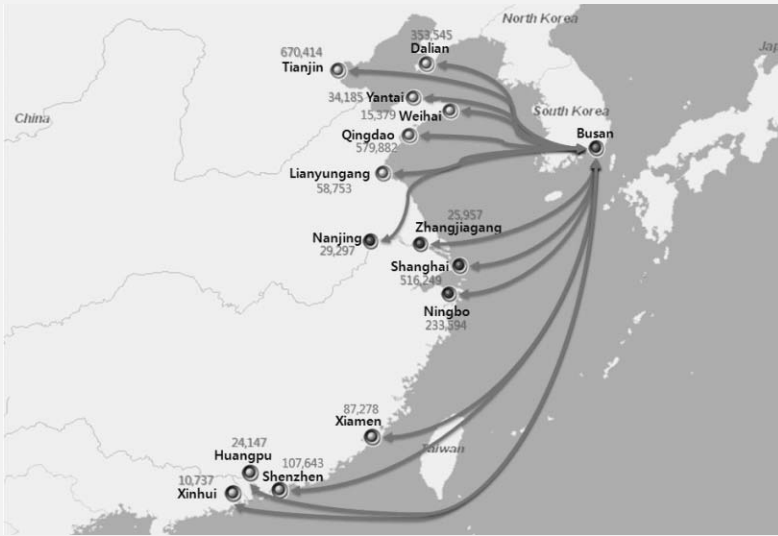 North Korea
353,545
Dalian
670,414
Tianjin
Jap
34,185
Yantai
15,379
Weihai
South Korea
China
Qingdao
579,882
Busan
Lianyungang
58,753
25,957
Zhangjiagang
Nanjing
29,297
Shanghai
516,249
Ningbo
233,594
87,278
Xiamen
24,147
Huangpu
107,643
Shenzhen
10,737
Xinhui
Taiwan